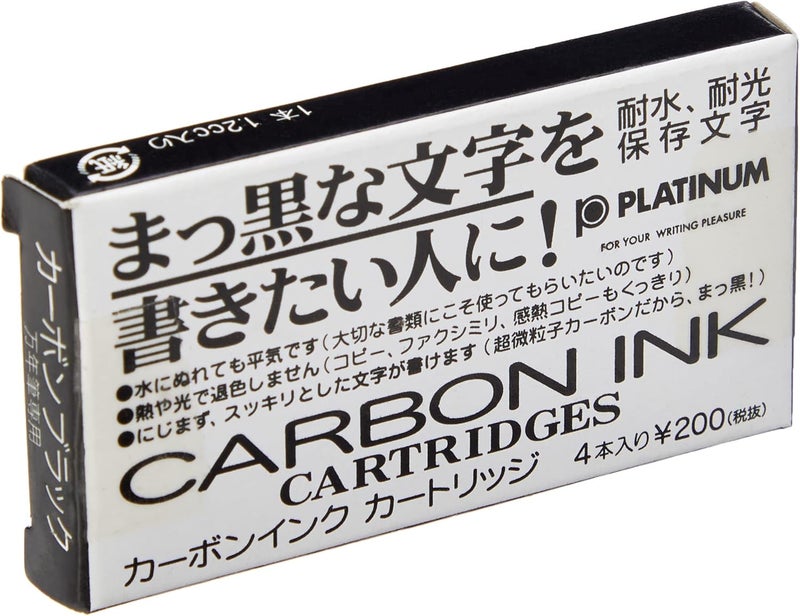 1本 1.2cc入り
紙
カーボンブラック
万年筆専用
まっ黒な文字を
書きたい人に!
耐水、耐光
保存文字
PLATINUM
FOR YOUR WRITING PLEASURE
●水にぬれても平気です(大切な書類にこそ使ってもらいたいのです)
●熱や光で退色しません(コピー、ファクシミリ、感熱コピーもくっきり)
●にじまず、スッキリとした文字が書けます(超微粒子カーボンだから、まっ黒!)
CARBON INK
CARTRIDGES
カーボンインク カートリッジ
4本入り¥200(税抜)